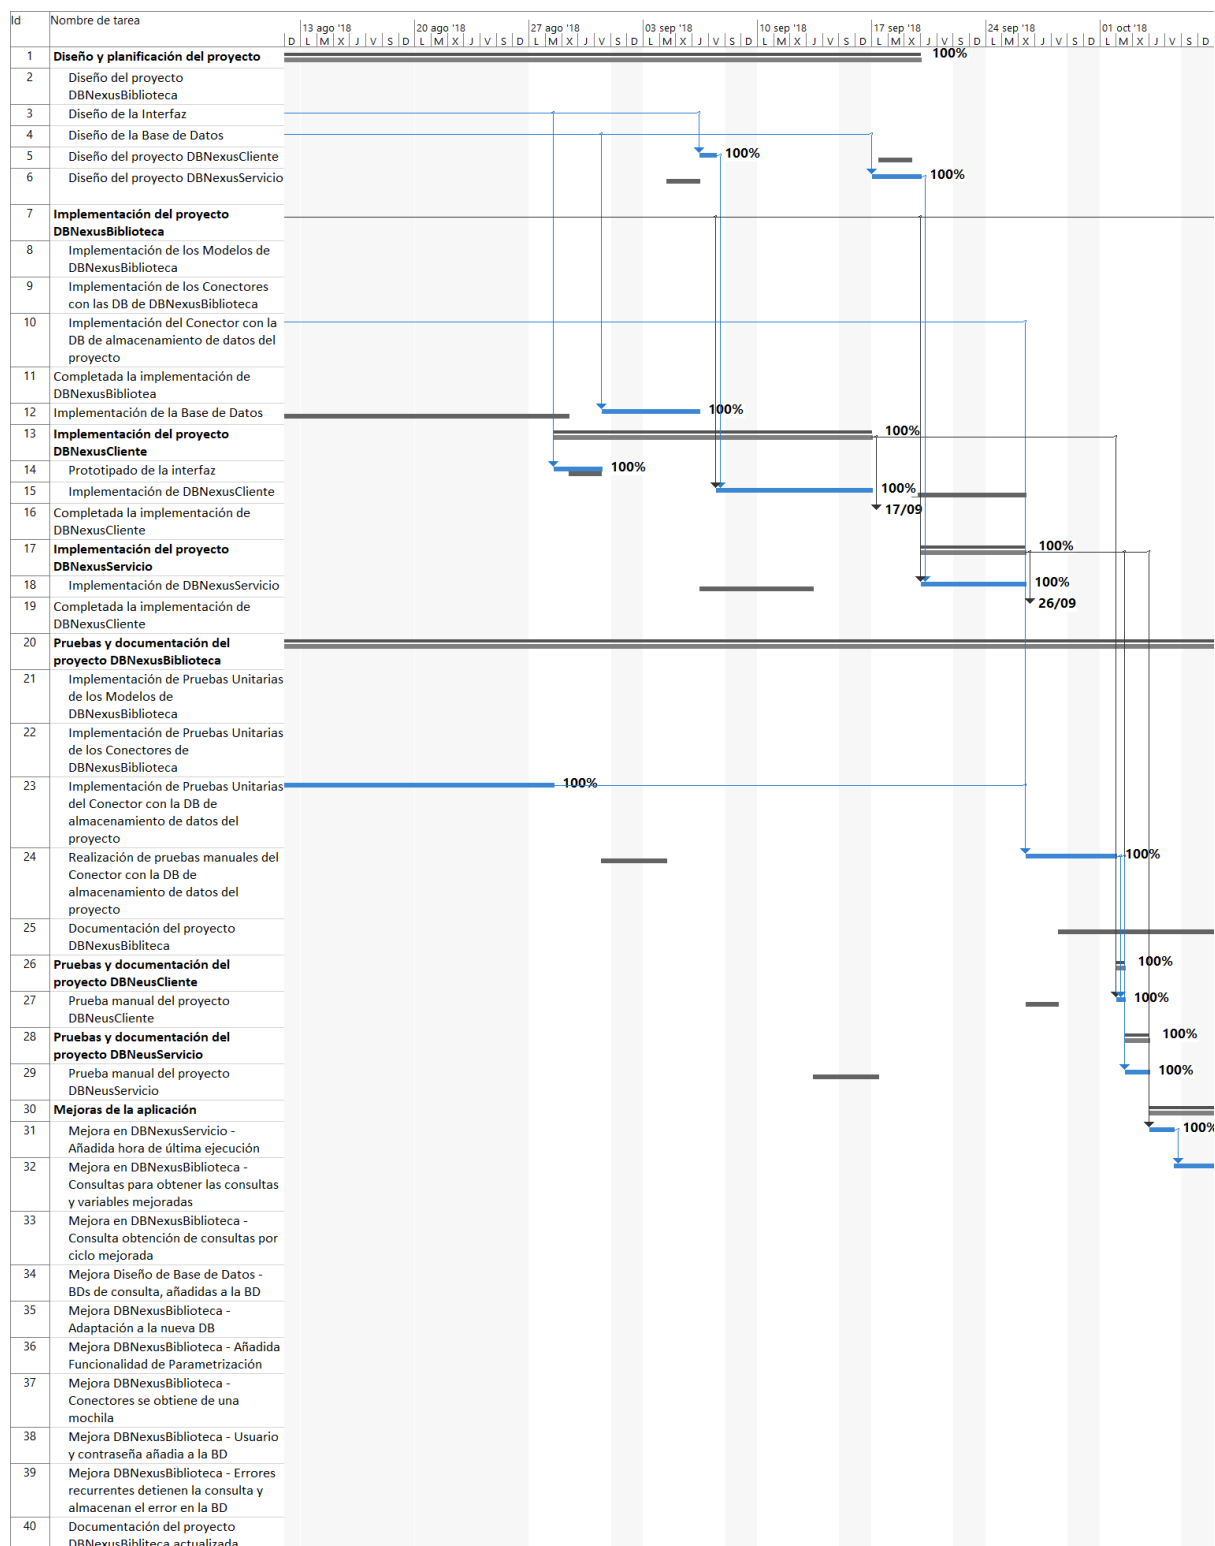 Id Nombre de tarea
13 ago '18 20 ago '18 27 ago '18 03 sep '18 10 sep '18 17 sep '18 24 sep '18 01 oct '18
D L M X J V S D L M X J V S D L M X J V S D L M X J V S D L M X J V S D L M X J V S D L M X J V S D L M X J V S D
1 Diseño y planificación del proyecto 100%
2 Diseño del proyecto
DBNexusBiblioteca
3 Diseño de la Interfaz
4 Diseño de la Base de Datos
5 Diseño del proyecto DBNexusCliente 100%
6 Diseño del proyecto DBNexusServicio 100%
7 Implementación del proyecto
DBNexusBiblioteca
8 Implementación de los Modelos de
DBNexusBiblioteca
9 Implementación de los Conectores
con las DB de DBNexusBiblioteca
10 Implementación del Conector con la
DB de almacenamiento de datos del
proyecto
11 Completada la implementación de
DBNexusBibliotea
12 Implementación de la Base de Datos 100%
13 Implementación del proyecto 100%
DBNexusCliente
14 Prototipado de la interfaz 100%
15 Implementación de DBNexusCliente 100%
16 Completada la implementación de 17/09
DBNexusCliente
17 Implementación del proyecto 100%
DBNexusServicio
18 Implementación de DBNexusServicio 100%
19 Completada la implementación de 26/09
DBNexusCliente
20 Pruebas y documentación del
proyecto DBNexusBiblioteca
21 Implementación de Pruebas Unitarias
de los Modelos de
DBNexusBiblioteca
22 Implementación de Pruebas Unitarias
de los Conectores de
DBNexusBiblioteca
23 Implementación de Pruebas Unitarias 100%
del Conector con la DB de
almacenamiento de datos del
proyecto
24 Realización de pruebas manuales del 100%
Conector con la DB de
almacenamiento de datos del
proyecto
25 Documentación del proyecto
DBNexusBibliteca
26 Pruebas y documentación del 100%
proyecto DBNeusCliente
27 Prueba manual del proyecto 100%
DBNeusCliente
28 Pruebas y documentación del 100%
proyecto DBNeusServicio
29 Prueba manual del proyecto 100%
DBNeusServicio
30 Mejoras de la aplicación
31 Mejora en DBNexusServicio - 100%
Añadida hora de última ejecución
32 Mejora en DBNexusBiblioteca -
Consultas para obtener las consultas
y variables mejoradas
33 Mejora en DBNexusBiblioteca -
Consulta obtención de consultas por
ciclo mejorada
34 Mejora Diseño de Base de Datos -
BDs de consulta, añadidas a la BD
35 Mejora DBNexusBiblioteca -
Adaptación a la nueva DB
36 Mejora DBNexusBiblioteca - Añadida
Funcionalidad de Parametrización
37 Mejora DBNexusBiblioteca -
Conectores se obtiene de una
mochila
38 Mejora DBNexusBiblioteca - Usuario
y contraseña añadia a la BD
39 Mejora DBNexusBiblioteca - Errores
recurrentes detienen la consulta y
almacenan el error en la BD
40 Documentación del proyecto
DBNexusBibliteca actualizada